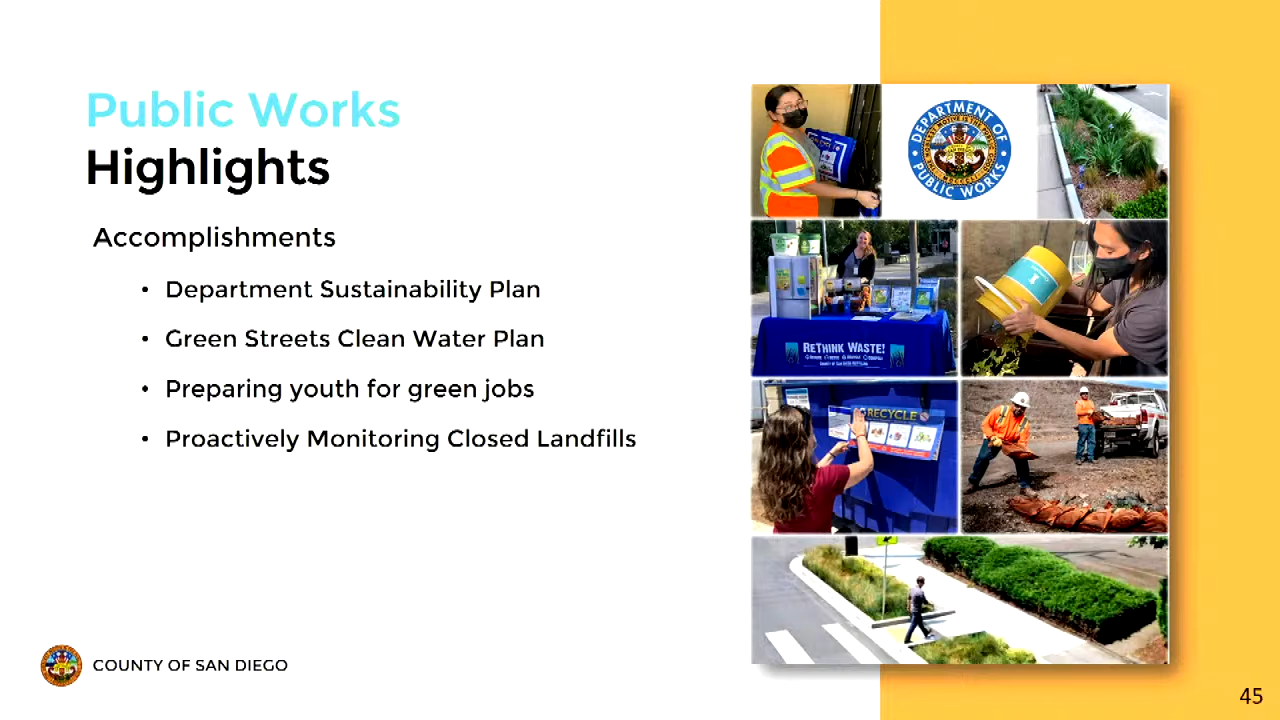 Public Works
Highlights
Accomplishments
• Department Sustainability Plan
• Green Streets Clean Water Plan
• Preparing youth for green jobs
• Proactively Monitoring Closed Landfills
DEPARTMENT OF
PUBLIC WORKS
RETHINK WASTE!
RECYCLE
COUNTY OF SAN DIEGO
45